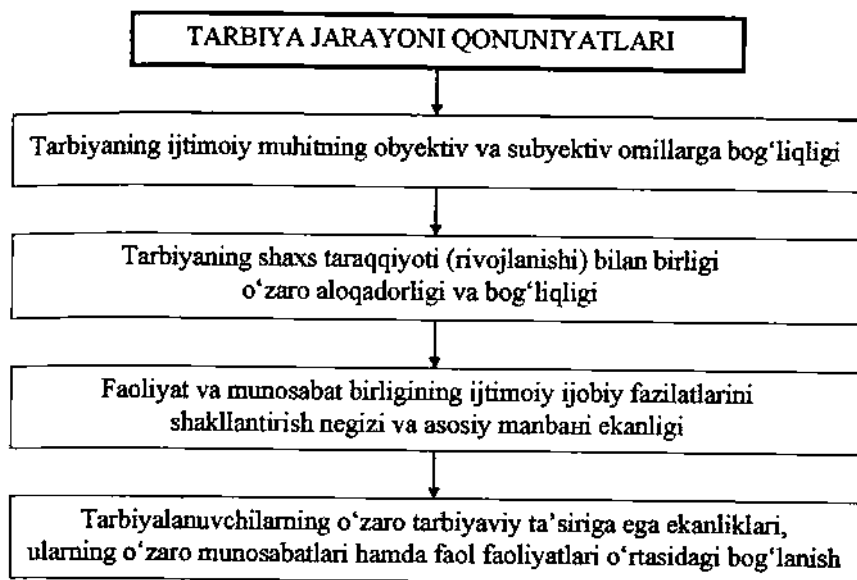 TARBIYA JARAYONI QONUNIYATLARI
Tarbiyaning ijtimoiy muhitning obyektiv va subyektiv omillarga bog‘liqligi
Tarbiyaning shaxs taraqqiyoti (rivojlanishi) bilan birligi
o‘zaro aloqadorligi va bog‘liqligi
Faoliyat va munosabat birligining ijtimoiy ijobiy fazilatlarini
shakllantirish negizi va asosiy manbani ekanligi
Tarbiyalanuvchilarning o‘zaro tarbiyaviy ta’siriga ega ekanliklari,
ularning o‘zaro munosabatlari hamda faol faoliyatlari o‘rtasidagi bog‘lanish